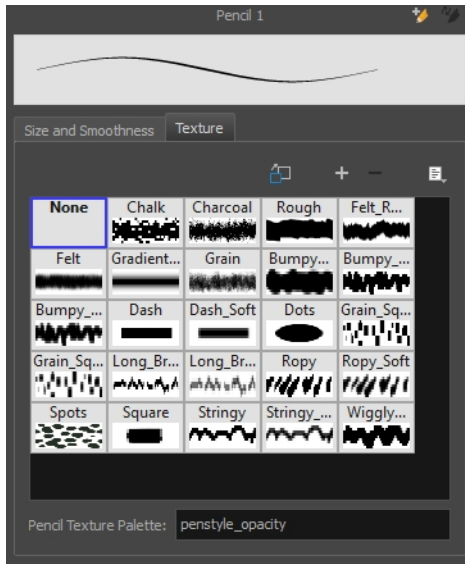 Pencil 1
Size and Smoothness Texture
None Chalk Charcoal Rough Felt_R...
Felt Gradient... Grain Bumpy... Bumpy_...
Bumpy_... Dash Dash_Soft Dots Grain_Sq...
Grain_Sq... Long_Br... Long_Br... Ropy Ropy_Soft
Spots Square Stringy Stringy_... Wiggly...
Pencil Texture Palette: penstyle_opacity